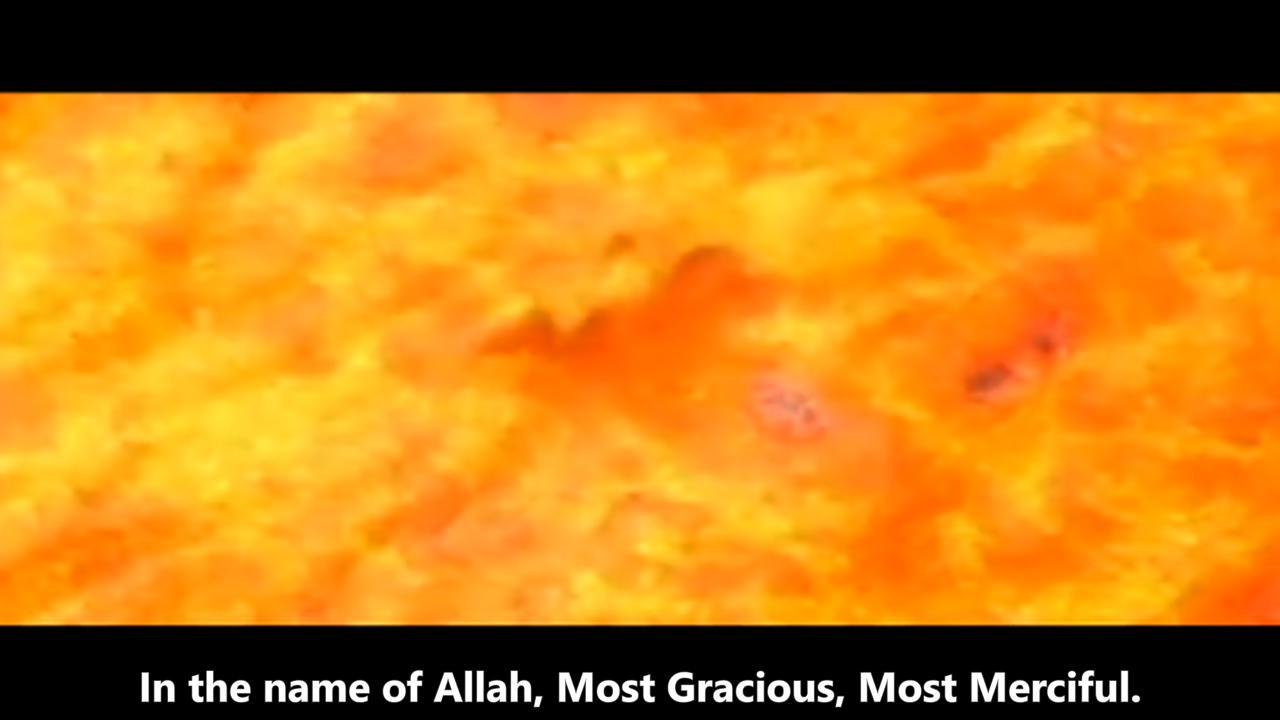 In the name of Allah, Most Gracious, Most Merciful.